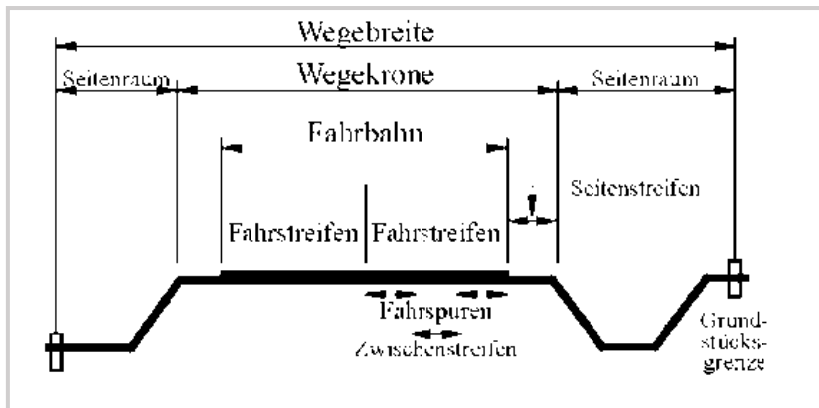 Wegebreite
Seitenraum Wegekrone Seitenraum
Fahrbahn
Seitenstreifen
Fahrstreifen Fahrstreifen
Fahrspuren
Zwischenstreifen
Grund-
stücks-
grenze